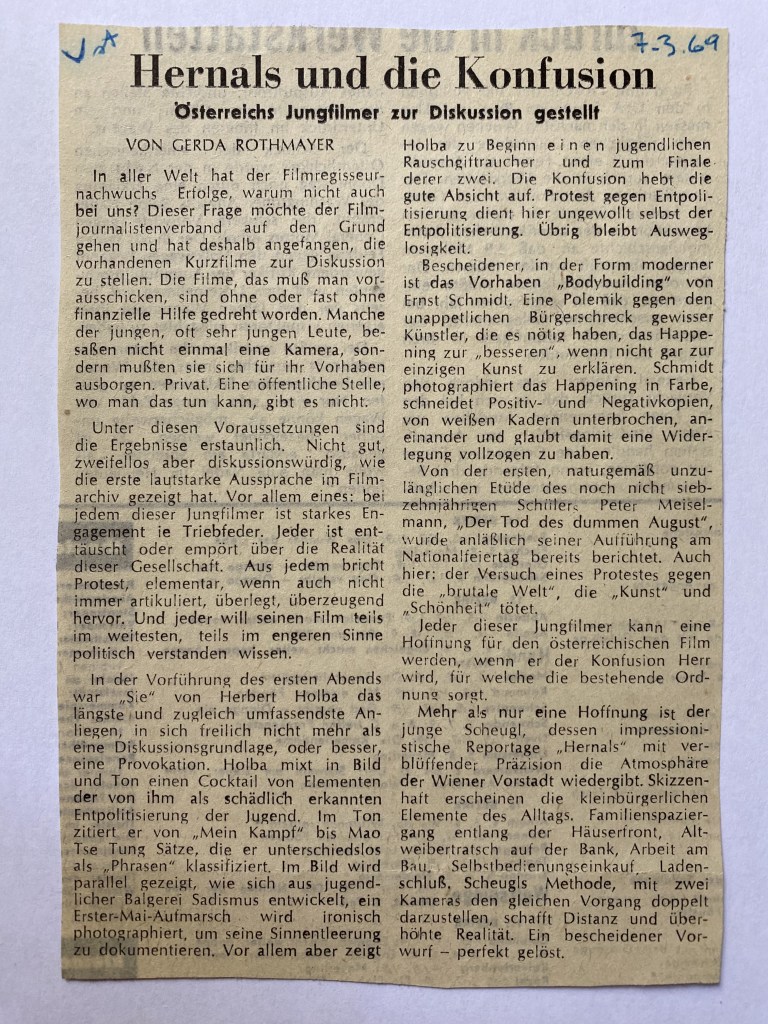 7-3.69
Hernals und die Konfusion
Österreichs Jungfilmer zur Diskussion gestellt
VON GERDA ROTHMAYER
In aller Welt hat der Filmregisseur-
nachwuchs Erfolge, warum nicht auch
bei uns? Dieser Frage möchte der Film-
journalistenverband auf den Grund
gehen und hat deshalb angefangen, die
vorhandenen Kurzfilme zur Diskussion
zu stellen. Die Filme, das muß man vor-
ausschicken, sind ohne oder fast ohne
finanzielle Hilfe gedreht worden. Manche
der jungen, oft sehr jungen Leute, be-
saßen nicht einmal eine Kamera, son-
dern mußten sie sich für ihr Vorhaben
ausborgen. Privat. Eine öffentliche Stelle,
wo man das tun kann, gibt es nicht.
Unter diesen Voraussetzungen sind
die Ergebnisse erstaunlich. Nicht gut,
zweifellos aber diskussionswürdig, wie
die erste lautstarke Aussprache im Film-
archiv gezeigt hat. Vor allem eines: bei
jedem dieser Jungfilmer ist starkes En-
gagement ie Triebfeder. Jeder ist ent-
täuscht oder empört über die Realität
dieser Gesellschaft. Aus jedem bricht
Protest, elementar, wenn auch nicht
immer artikuliert, überlegt, überzeugend
hervor. Und jeder will seinen Film teils
im weitesten, teils im engeren Sinne
politisch verstanden wissen.
In der Vorführung des ersten Abends
war „Sie" von Herbert Holba das
längste und zugleich umfassendste An-
liegen, in sich freilich nicht mehr als
eine Diskussionsgrundlage, oder besser,
eine Provokation. Holba mixt in Bild
und Ton einen Cocktail von Elementen
der von ihm als schädlich erkannten
Entpolitisierung der Jugend. Im Ton
zitiert er von „Mein Kampf" bis Mao
Tse Tung Sätze, die er unterschiedslos
als „Phrasen" klassifiziert. Im Bild wird
parallel gezeigt, wie sich aus jugend-
licher Balgerei Sadismus entwickelt, ein
Erster-Mai-Aufmarsch wird ironisch
photographiert, um seine Sinnentleerung
zu dokumentieren. Vor allem aber zeigt
Holba zu Beginn einen jugendlichen
Rauschgiftraucher und zum Finale
derer zwei. Die Konfusion hebt die
gute Absicht auf. Protest gegen Entpoli-
tisierung dient hier ungewollt selbst der
Entpolitisierung. Übrig bleibt Ausweg-
losigkeit.
Bescheidener, in der Form moderner
ist das Vorhaben „Bodybuilding" von
Ernst Schmidt. Eine Polemik gegen den
unappetlichen Bürgerschreck gewisser
Künstler, die es nötig haben, das Happe-
ning zur „besseren", wenn nicht gar zur
einzigen Kunst zu erklären. Schmidt
photographiert das Happening in Farbe,
schneidet Positiv- und Negativkopien,
von weißen Kadern unterbrochen, an-
einander und glaubt damit eine Wider-
legung vollzogen zu haben.
Von der ersten, naturgemäß unzu-
länglichen Etüde des noch nicht sieb-
zehnjährigen Schülers Peter Meisel-
mann, „Der Tod des dummen August",
wurde anläßlich seiner Aufführung am
Nationalfeiertag bereits berichtet. Auch
hier: der Versuch eines Protestes gegen
die „brutale Welt", die „Kunst" und
„Schönheit" tötet.
Jeder dieser Jungfilmer kann eine
Hoffnung für den österreichischen Film
werden, wenn er der Konfusion Herr
wird, für welche die bestehende Ord-
nung sorgt.
Mehr als nur eine Hoffnung ist der
junge Scheugl, dessen impressioni-
stische Reportage „Hernals" mit ver-
blüffender Präzision die Atmosphäre
der Wiener Vorstadt wiedergibt. Skizzen-
haft erscheinen die kleinbürgerlichen
Elemente des Alltags. Familienspazier-
gang entlang der Häuserfront, Alt-
weibertratsch auf der Bank, Arbeit am
Bau, Selbstbedienungseinkauf, Laden-
schluß. Scheugls Methode, mit zwei
Kameras den gleichen Vorgang doppelt
darzustellen, schafft Distanz und über-
höhte Realität. Ein bescheidener Vor-
wurf – perfekt gelöst.